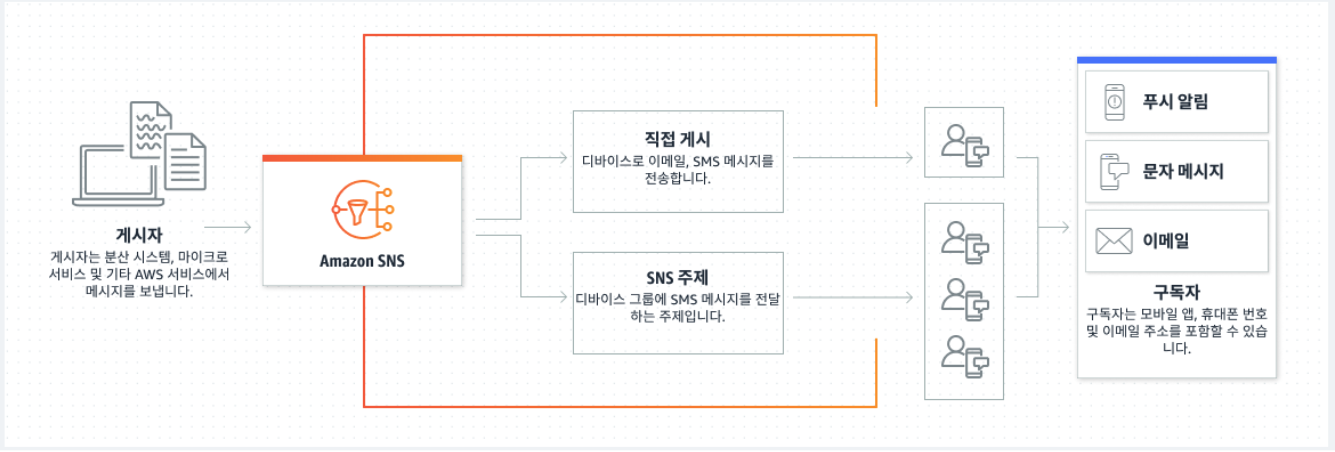 게시자
게시자는 분산 시스템, 마이크로
서비스 및 기타 AWS 서비스에서
메시지를 보냅니다.
Amazon SNS
직접 게시
디바이스로 이메일, SMS 메시지를
전송합니다.
SNS 주제
디바이스 그룹에 SMS 메시지를 전달
하는 주제입니다.
푸시 알림
문자 메시지
이메일
구독자
구독자는 모바일 앱, 휴대폰 번호
및 이메일 주소를 포함할 수 있습
니다.